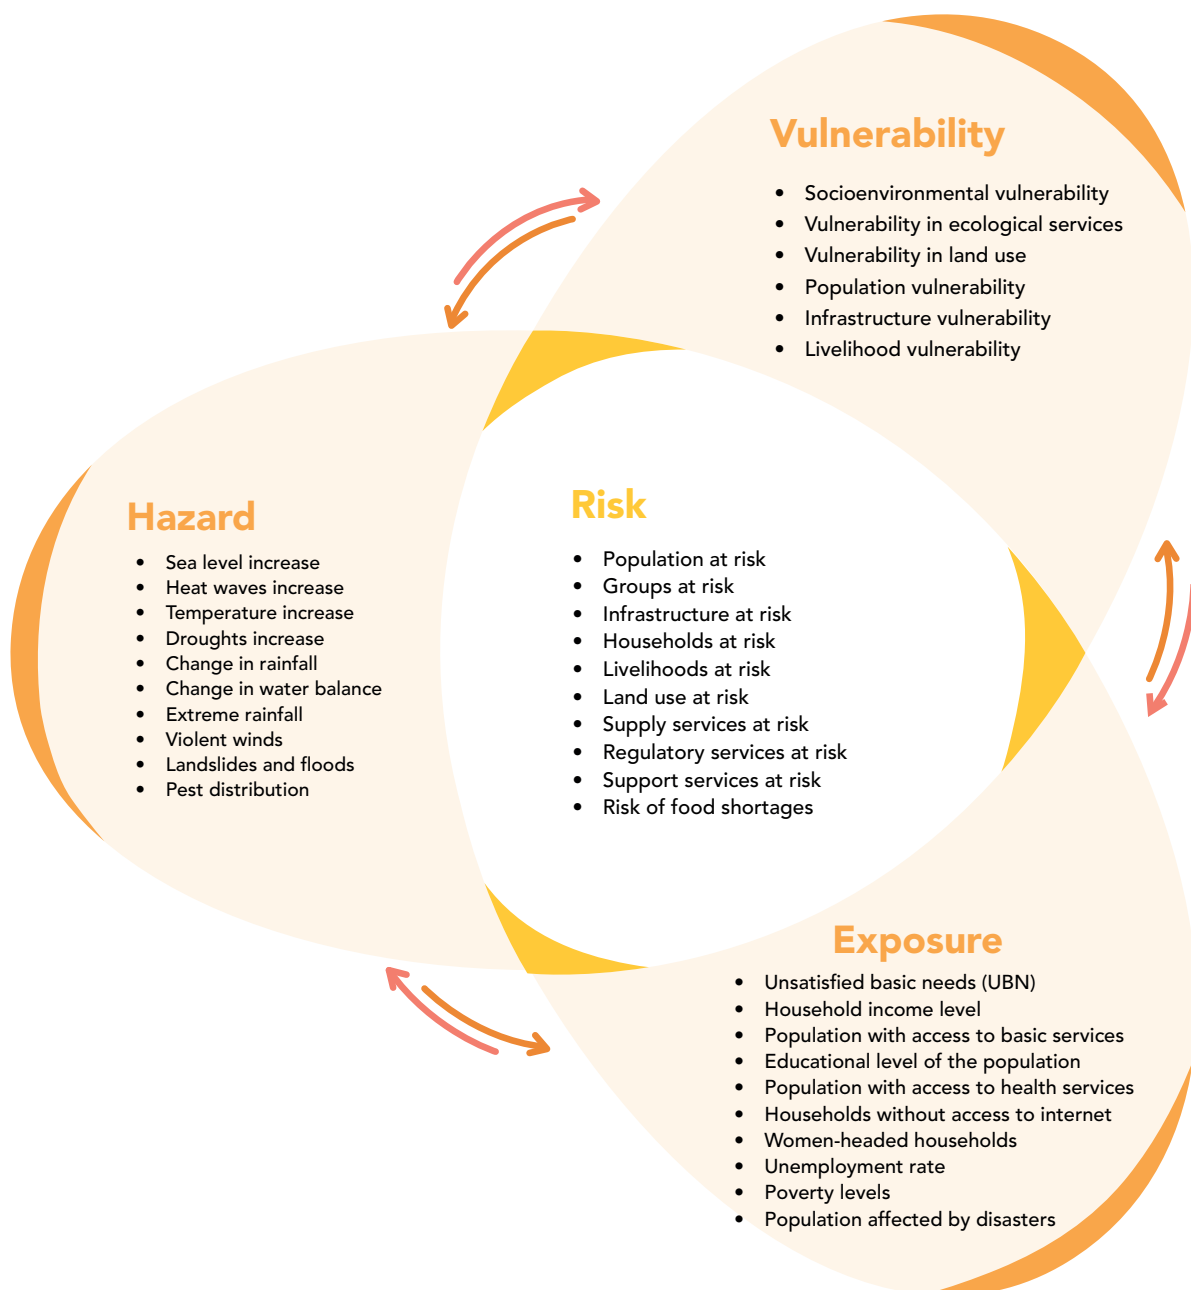 Vulnerability
• Socioenvironmental vulnerability
• Vulnerability in ecological services
• Vulnerability in land use
• Population vulnerability
• Infrastructure vulnerability
• Livelihood vulnerability
Hazard
• Sea level increase
• Heat waves increase
• Temperature increase
• Droughts increase
• Change in rainfall
• Change in water balance
• Extreme rainfall
• Violent winds
• Landslides and floods
• Pest distribution
Risk
• Population at risk
• Groups at risk
• Infrastructure at risk
• Households at risk
• Livelihoods at risk
• Land use at risk
• Supply services at risk
• Regulatory services at risk
• Support services at risk
• Risk of food shortages
Exposure
• Unsatisfied basic needs (UBN)
• Household income level
• Population with access to basic services
• Educational level of the population
• Population with access to health services
• Households without access to internet
• Women-headed households
• Unemployment rate
• Poverty levels
• Population affected by disasters